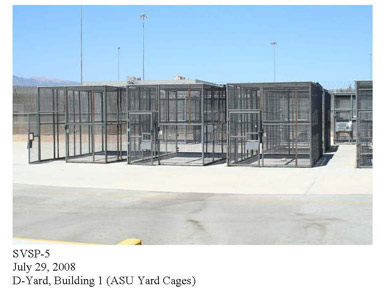 SVSP-5
July 29, 2008
D-Yard, Building 1 (ASU Yard Cages)